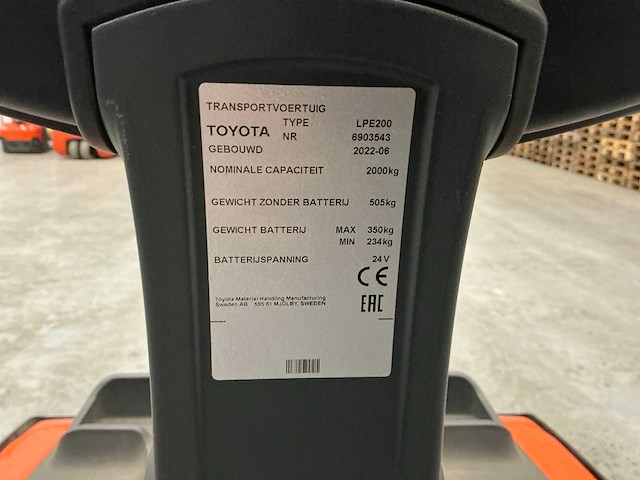 TRANSPORTVOERTUIG
TYPE LPE200
TOYOTA NR 6903543
GEBOUWD 2022-06
NOMINALE CAPACITEIT 2000kg
GEWICHT ZONDER BATTERIJ 505kg
GEWICHT BATTERIJ MAX 350kg
MIN 234kg
BATTERIJSPANNING 24V
CE
Toyota Material Handling Manufacturing
Sweden AB 595 81 MJÖLBY, SWEDEN
EAC